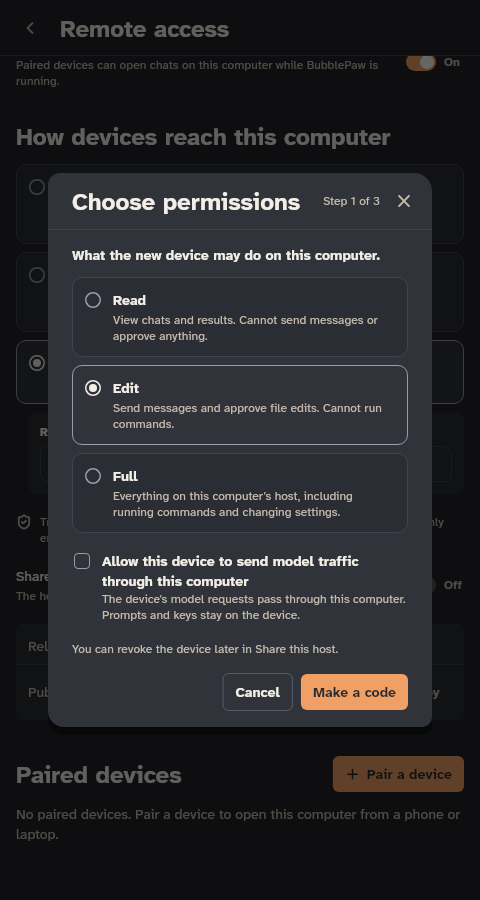 Remote access
Paired devices can open chats on this computer while BubblePaw is
running.
On
How devices reach this computer
Choose permissions
Step 1 of 3
What the new device may do on this computer.
Read
View chats and results. Cannot send messages or
approve anything.
Edit
Send messages and approve file edits. Cannot run
commands.
Full
Everything on this computer's host, including
running commands and changing settings.
Allow this device to send model traffic
through this computer
The device's model requests pass through this computer.
Prompts and keys stay on the device.
You can revoke the device later in Share this host.
Cancel
Make a code
Share
Off
The
Paired devices
+ Pair a device
No paired devices. Pair a device to open this computer from a phone or
laptop.